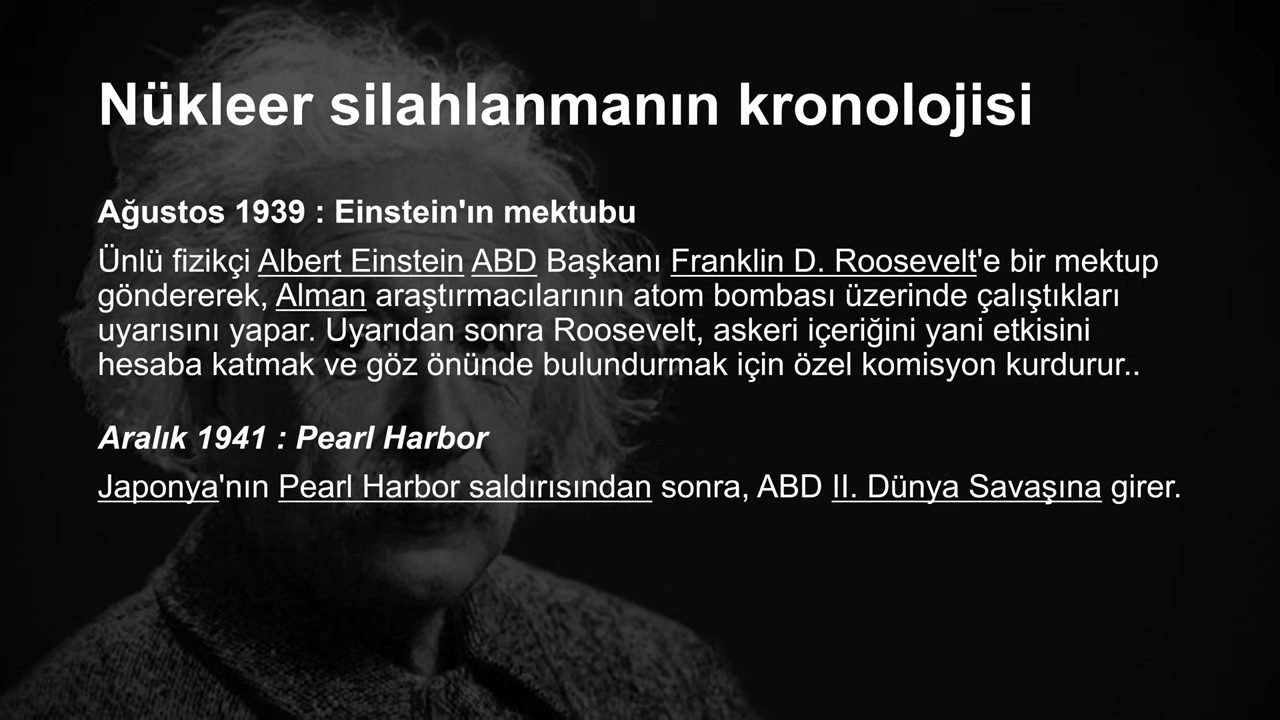 Nükleer silahlanmanın kronolojisi
Ağustos 1939 : Einstein'ın mektubu
Ünlü fizikçi Albert Einstein ABD Başkanı Franklin D. Roosevelt'e bir mektup
göndererek, Alman araştırmacılarının atom bombası üzerinde çalıştıkları
uyarısını yapar. Uyarıdan sonra Roosevelt, askeri içeriğini yani etkisini
hesaba katmak ve göz önünde bulundurmak için özel komisyon kurdurur..
Aralık 1941 : Pearl Harbor
Japonya'nın Pearl Harbor saldırısından sonra, ABD II. Dünya Savaşına girer.